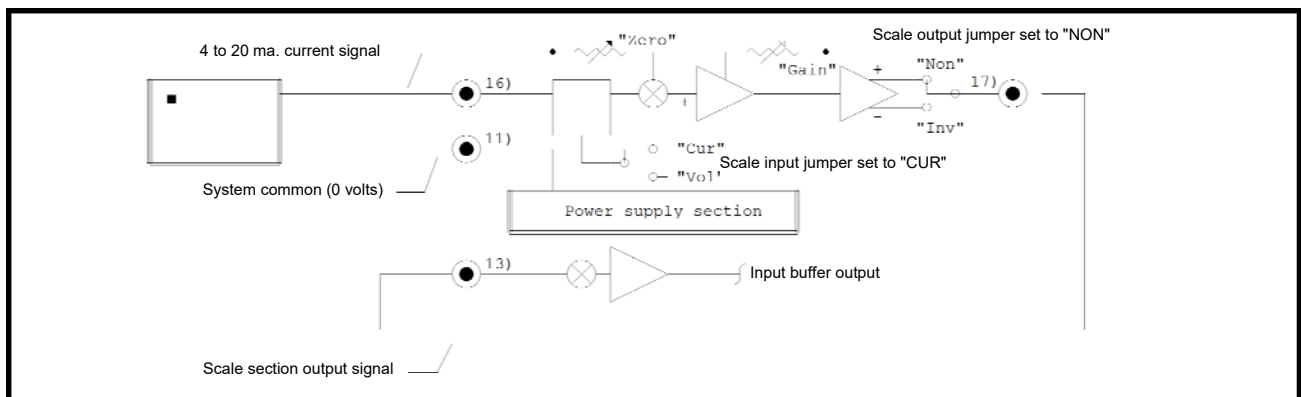 4 to 20 ma. current signal
"Zero"
Scale output jumper set to "NON"
"Gain"
+
"Non"
16)
17)
+
−
"Inv"
11)
"Cur"
Scale input jumper set to "CUR"
"Vol'
System common (0 volts)
Power supply section
13)
Input buffer output
Scale section output signal